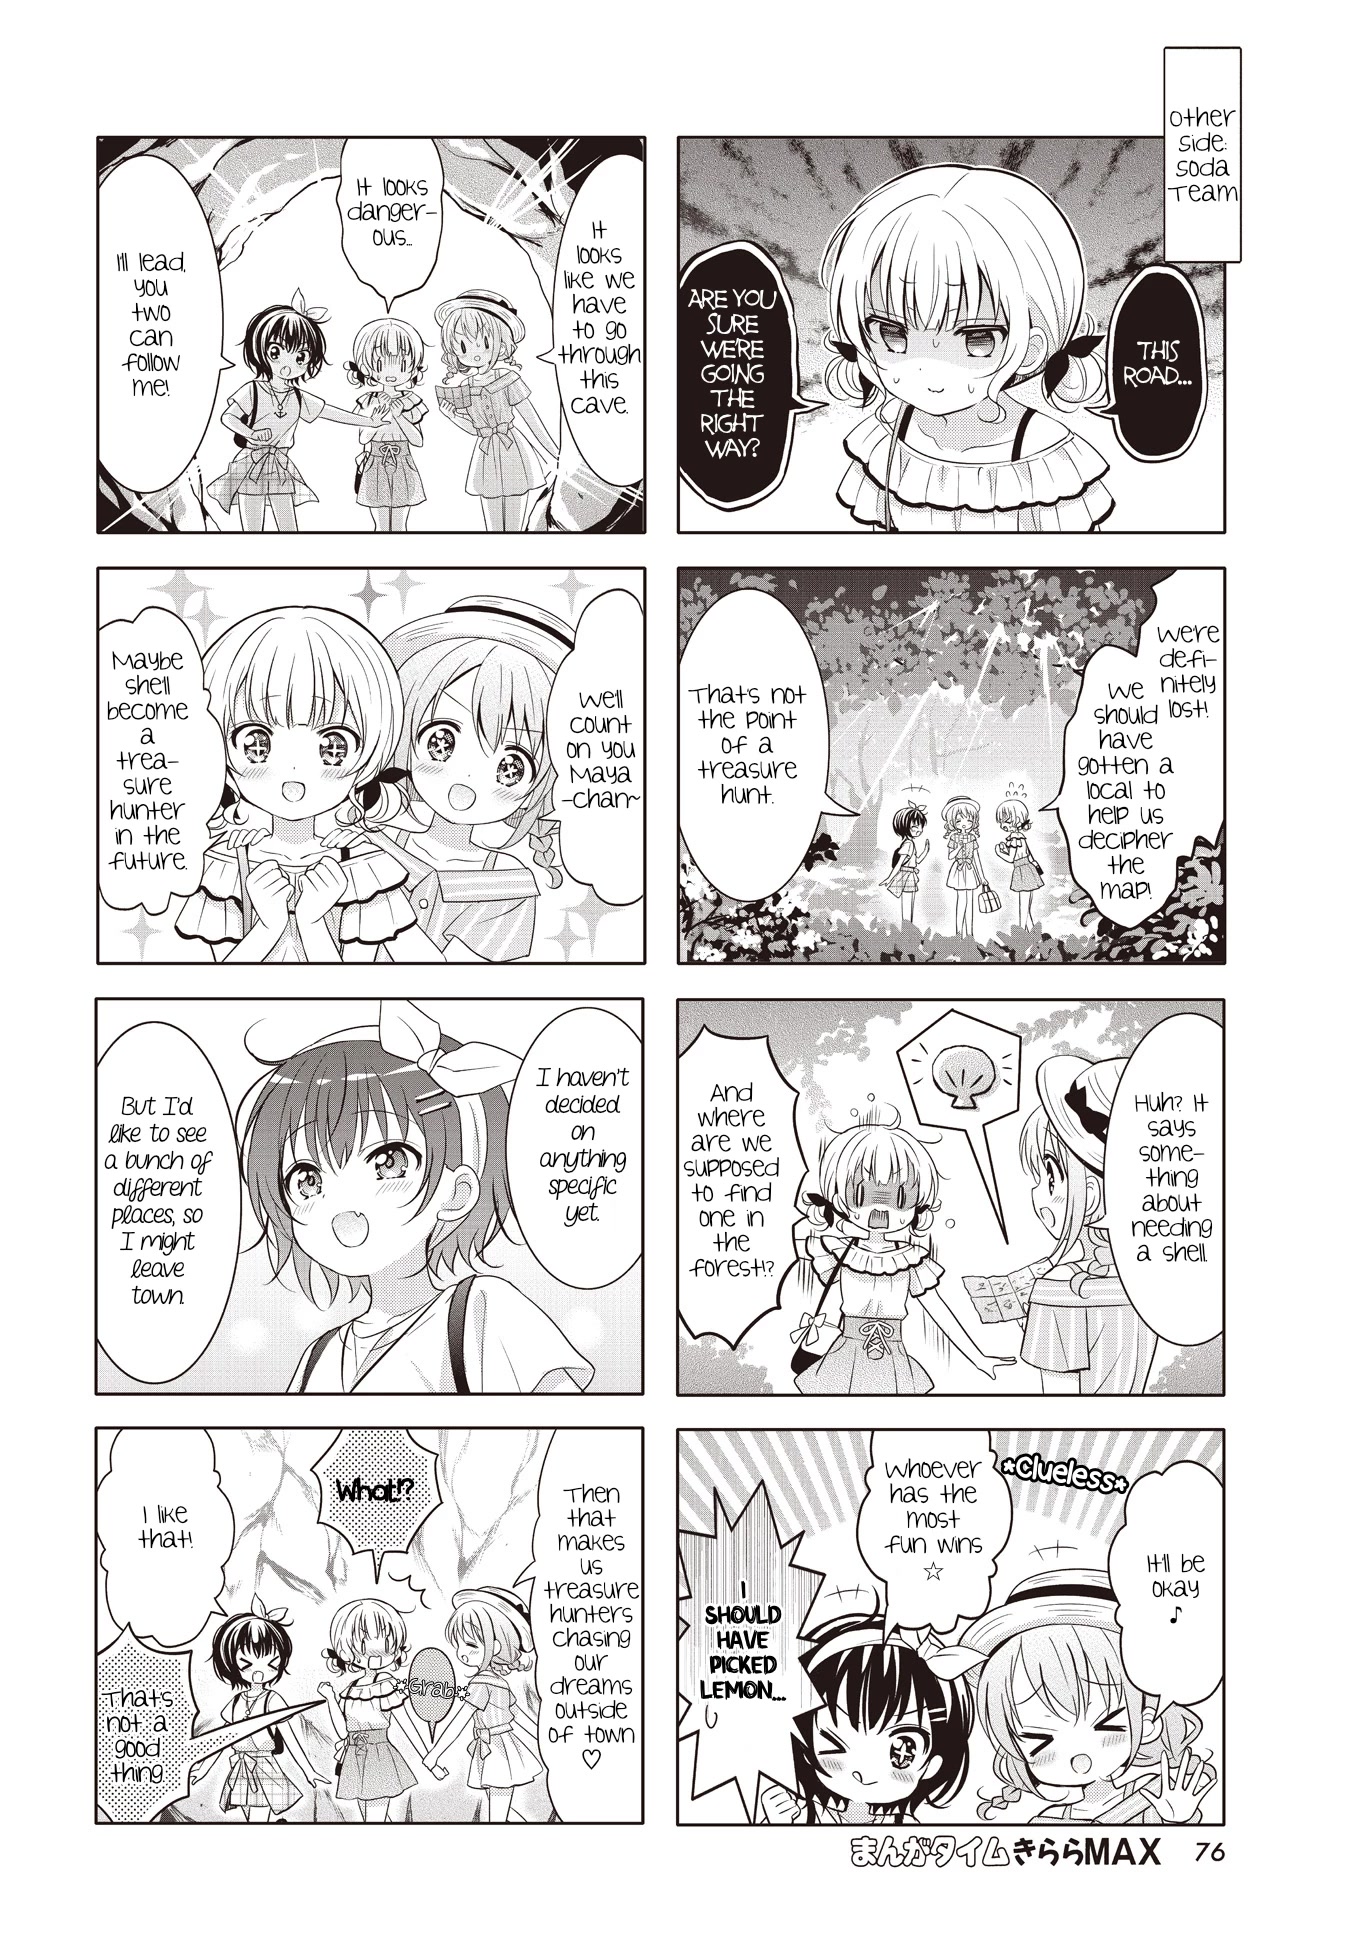 Other
side:
Soda
Team
THIS
ROAD...
ARE YOU
SURE
WE'RE
GOING
THE
RIGHT
WAY?
We're
defi-
nitely
lost!
We
should
have
gotten a
local to
help us
decipher
the
map!
That's not
the point
of a
treasure
hunt.
Huh? It
says
some-
thing
about
needing
a shell.
And
where
are we
supposed
to find
one in
the
forest!?
*Clueless*
It'll be
okay
♪
Whoever
has the
most
fun wins
☆
I
SHOULD
HAVE
PICKED
LEMON...
It
looks
like we
have
to go
through
this
cave.
It looks
danger-
ous...
I'll lead,
you
two
can
follow
me!
We'll
count
on you
Maya
-chan~
Maybe
she'll
become
a
trea-
sure
hunter
in the
future.
I haven't
decided
on
anything
specific
yet.
But I'd
like to see
a bunch of
different
places, so
I might
leave
town.
Then
that
makes
us
treasure
hunters
chasing
our
dreams
outside
of town
♡
What!?
*Grab*
I like
that!
That's
not a
good
thing.
まんがタイムきららMAX 76